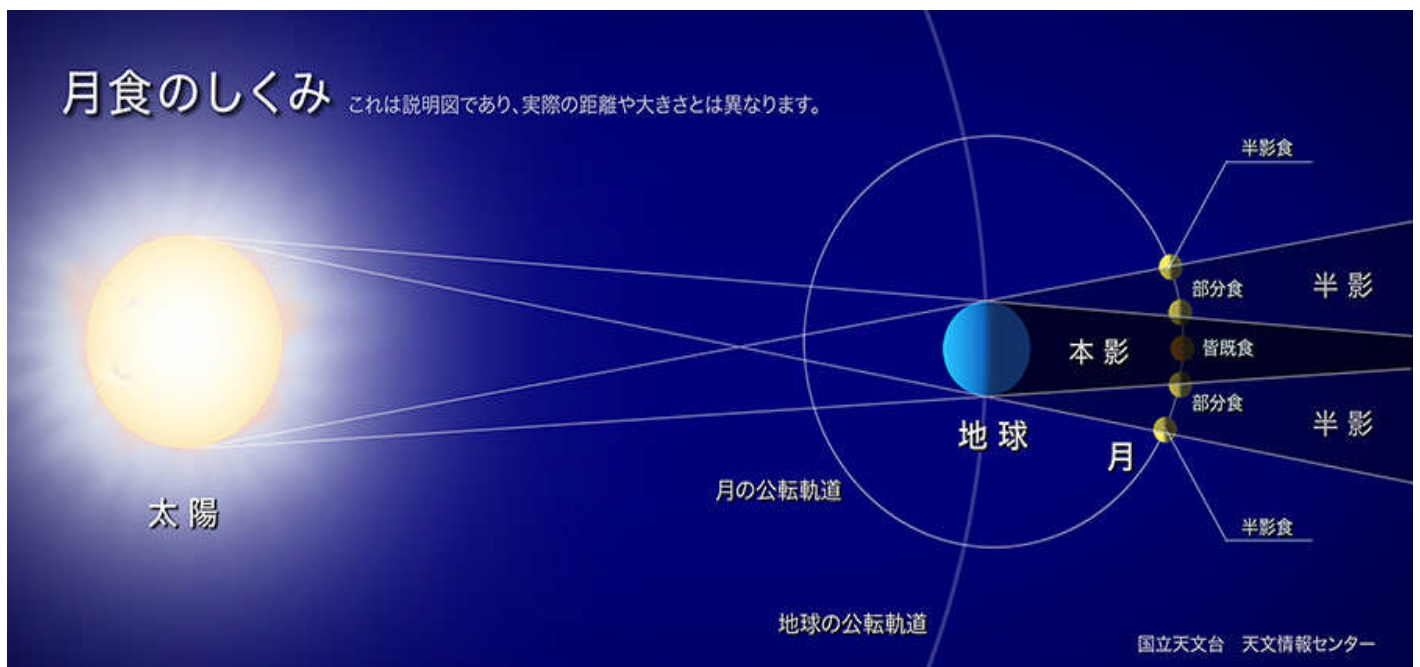 月食のしくみ これは説明図であり、実際の距離や大きさとは異なります。
半影食
部分食
半影
本影
皆既食
部分食
半影
地球
月
月の公転軌道
太陽
半影食
地球の公転軌道
国立天文台 天文情報センター